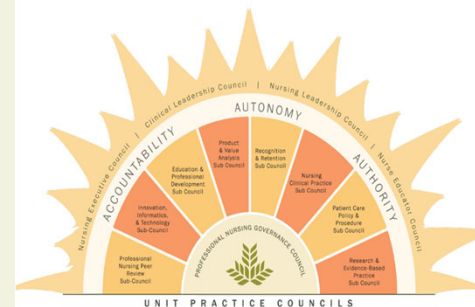 Nursing Executive Council | Clinical Leadership Council | Nursing Leadership Council | Nurse Educator Council
ACCOUNTABILITY AUTONOMY AUTHORITY
Professional
Nursing Peer
Review
Sub-Council
Innovation,
Informatics,
& Technology
Sub-Council
Education &
Professional
Development
Sub Council
Product
& Value
Analysis
Sub Council
Recognition
& Retention
Sub Council
Nursing
Clinical Practice
Sub Council
Patient Care
Policy &
Procedure
Sub Council
Research &
Evidence-Based
Practice
Sub Council
PROFESSIONAL NURSING GOVERNANCE COUNCIL
UNIT PRACTICE COUNCILS